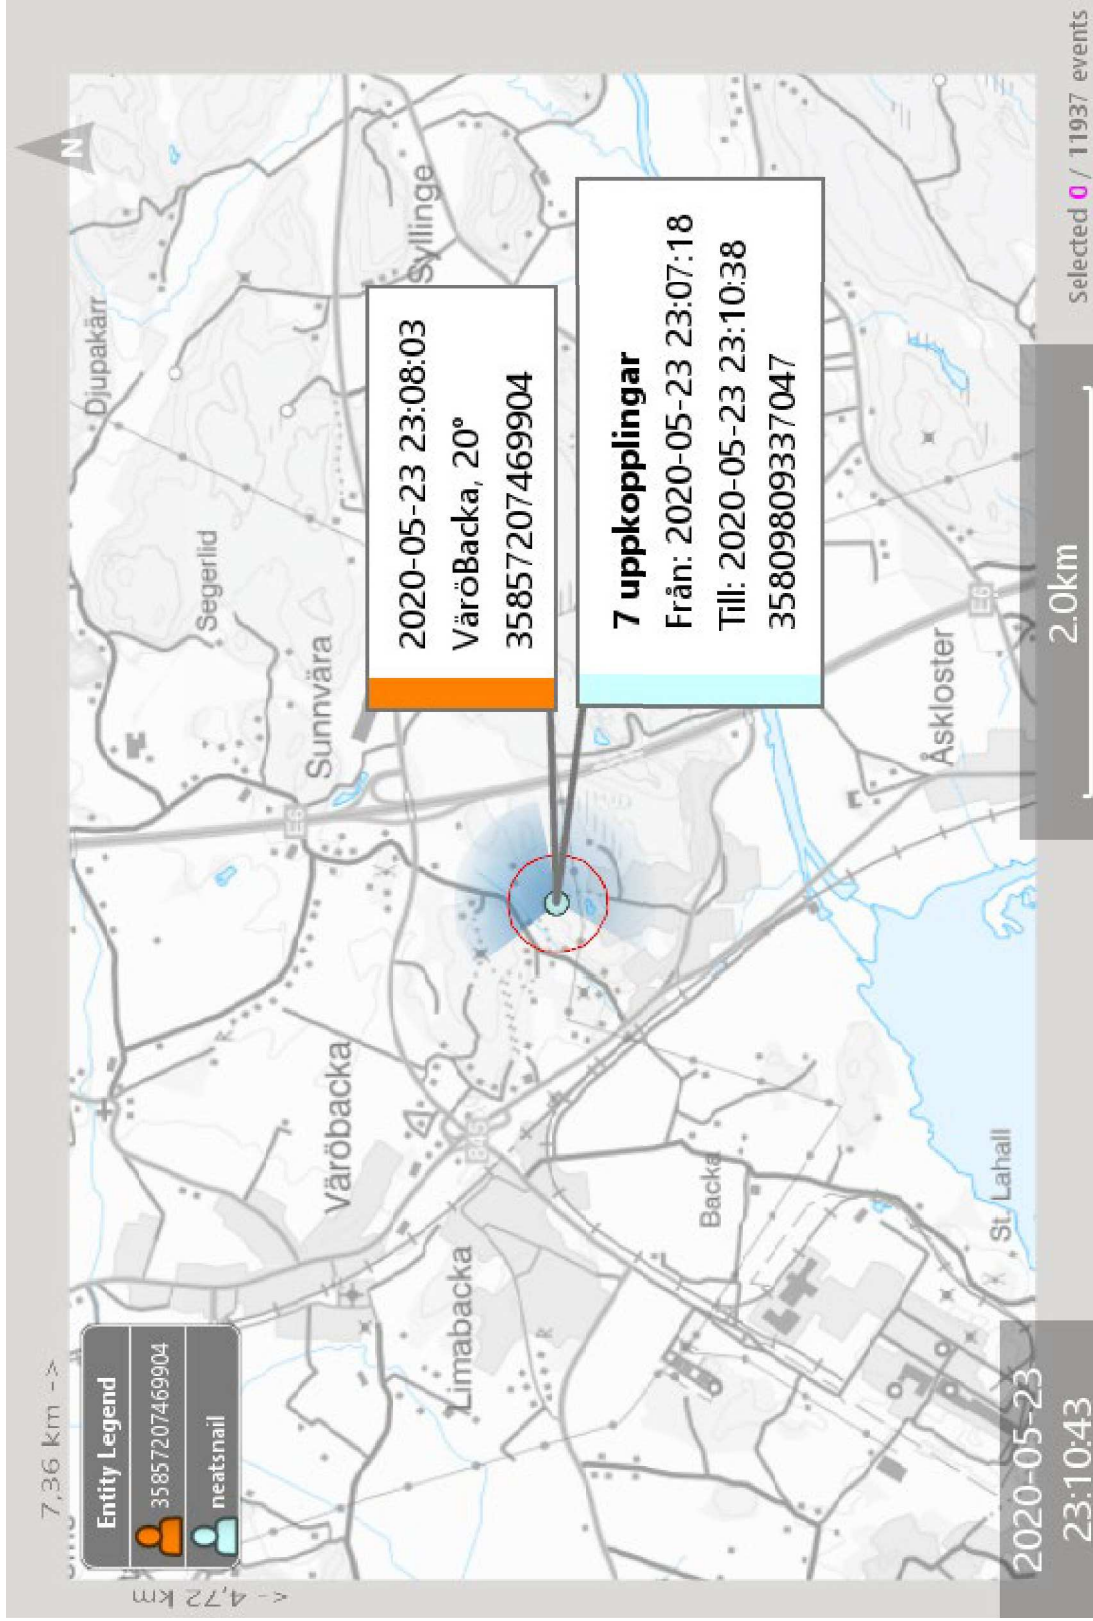 7,36 km ->
<- 4,72 km
N
Entity Legend
35857207469904
neatsnail
Djupakärr
Segerlid
Sunnvära
Syllinge
E6
Väröbacka
Limabacka
Backa
St. Lahall
Åskloster
E6
2020-05-23 23:08:03
VäröBacka, 20°
35857207469904
7 uppkopplingar
Från: 2020-05-23 23:07:18
Till: 2020-05-23 23:10:38
35809809337047
2020-05-23
23:10:43
2.0km
Selected 0 / 11937 events